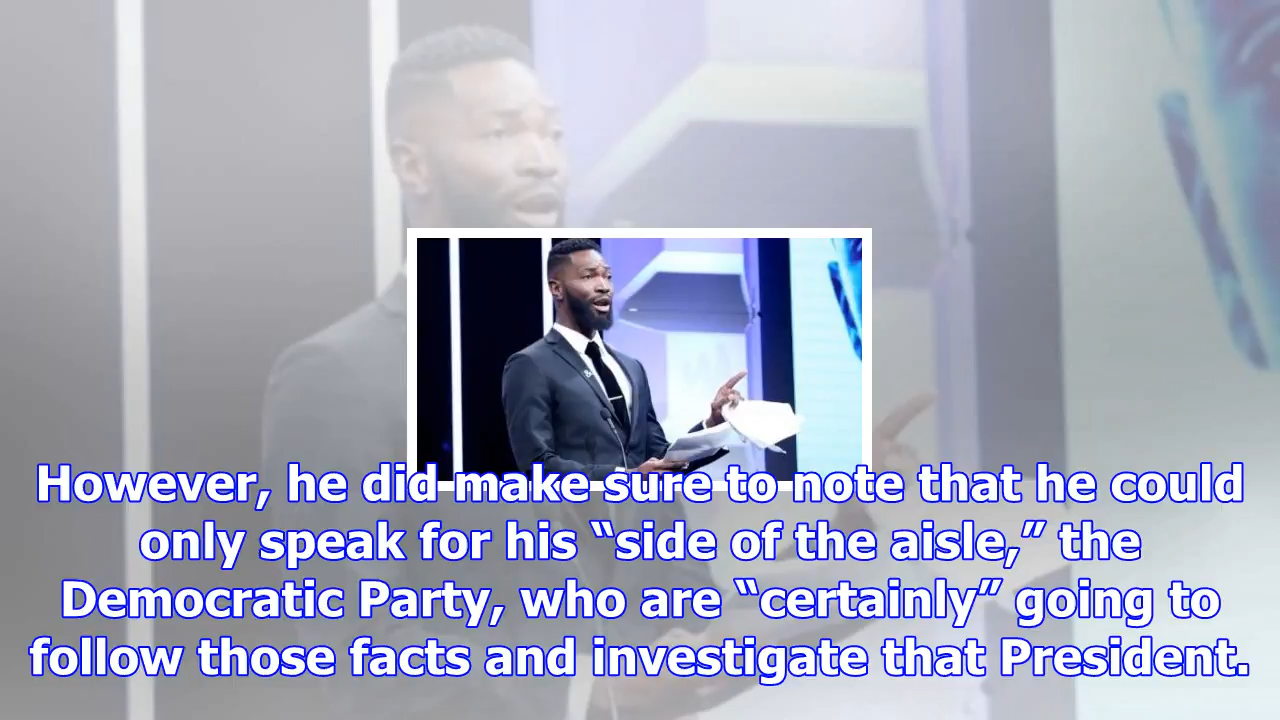 However, he did make sure to note that he could
only speak for his “side of the aisle,” the
Democratic Party, who are “certainly” going to
follow those facts and investigate that President.